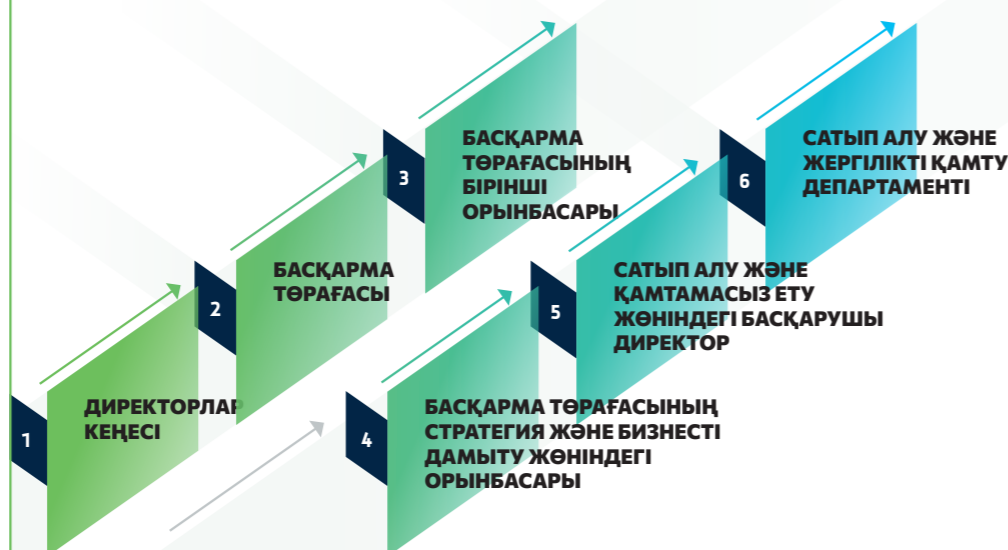 1
ДИРЕКТОРЛАР
КЕҢЕСІ
2
БАСҚАРМА
ТӨРАҒАСЫ
3
БАСҚАРМА
ТӨРАҒАСЫНЫҢ
БІРІНШІ
ОРЫНБАСАРЫ
4
БАСҚАРМА ТӨРАҒАСЫНЫҢ
СТРАТЕГИЯ ЖӘНЕ БИЗНЕСТІ
ДАМЫТУ ЖӨНІНДЕГІ
ОРЫНБАСАРЫ
5
САТЫП АЛУ ЖӘНЕ
ҚАМТАМАСЫЗ ЕТУ
ЖӨНІНДЕГІ БАСҚАРУШЫ
ДИРЕКТОР
6
САТЫП АЛУ ЖӘНЕ
ЖЕРГІЛІКТІ ҚАМТУ
ДЕПАРТАМЕНТІ